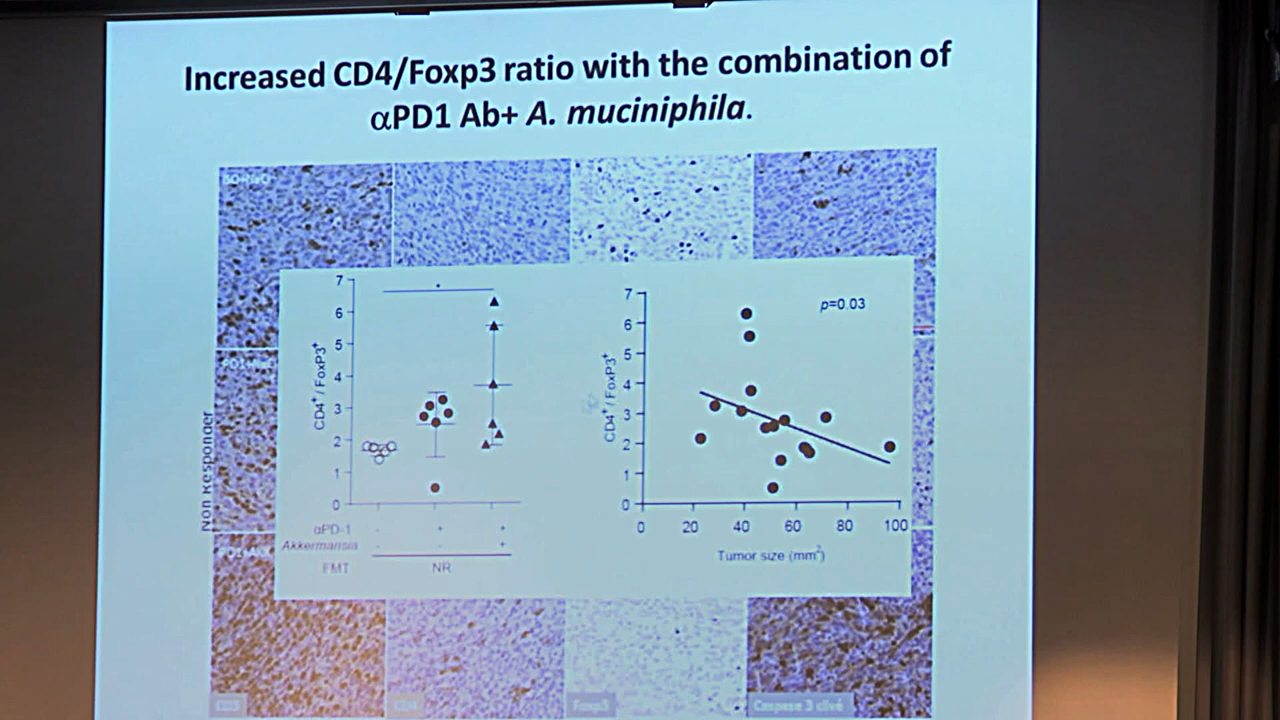 Increased CD4/Foxp3 ratio with the combination of
αPD1 Ab+ A. muciniphila.
Non Responder
7
6
5
4
3
2
1
0
CD4⁺/ FoxP3⁺
*
αPD-1 - + +
Akkermansia - - +
FMT NR
7
6
5
4
3
2
1
0
CD4⁺/ FoxP3⁺
p=0.03
0 20 40 60 80 100
Tumor size (mm²)
CD3 CD4 Foxp3 Caspase 3 clivé